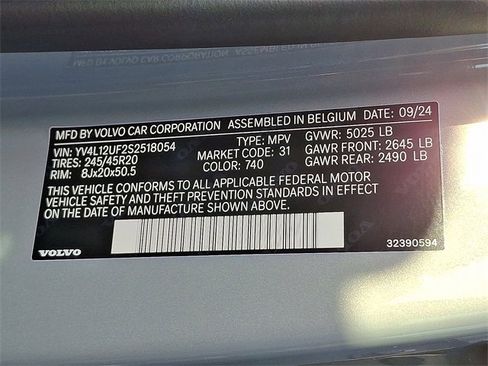 MFD BY VOLVO CAR CORPORATION ASSEMBLED IN BELGIUM DATE: 09/24
VIN: YV4L12UF2S2518054 TYPE: MPV GVWR: 5025 LB
TIRES: 245/45R20 MARKET CODE: 31 GAWR FRONT: 2645 LB
RIM: 8Jx20x50.5 COLOR: 740 GAWR REAR: 2490 LB
THIS VEHICLE CONFORMS TO ALL APPLICABLE FEDERAL MOTOR
VEHICLE SAFETY AND THEFT PREVENTION STANDARDS IN EFFECT
ON THE DATE OF MANUFACTURE SHOWN ABOVE.
VOLVO 32390594